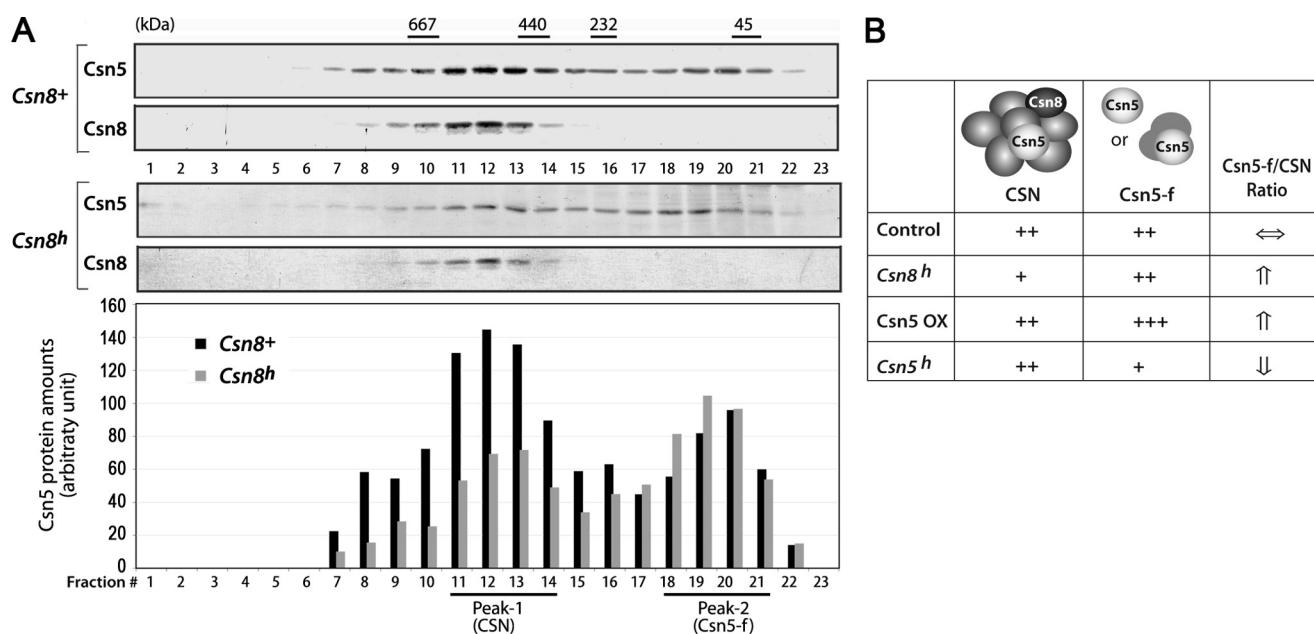 A
(kDa) 667 440 232 45
Csn8+
Csn5
Csn8
1 2 3 4 5 6 7 8 9 10 11 12 13 14 15 16 17 18 19 20 21 22 23
Csn8h
Csn5
Csn8
Csn5 protein amounts
(arbitraty unit)
160
140
120
100
80
60
40
20
0
Csn8+
Csn8h
Fraction # 1 2 3 4 5 6 7 8 9 10 11 12 13 14 15 16 17 18 19 20 21 22 23
Peak-1
(CSN)
Peak-2
(Csn5-f)
B
Csn8
Csn5
CSN
Csn5
or
Csn5
Csn5-f
Csn5-f/CSN
Ratio
Control ++ ++ ⇔
Csn8 h + ++ ⇑
Csn5 OX ++ +++ ⇑
Csn5 h ++ + ⇓